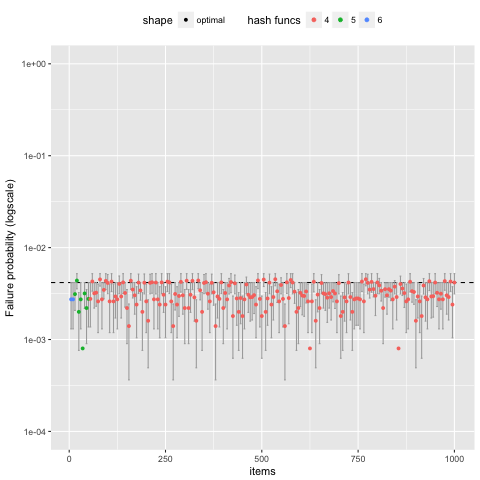 shape optimal hash funcs 4 5 6
1e+00
1e-01
1e-02
1e-03
1e-04
Failure probability (logscale)
0 250 500 750 1000
items